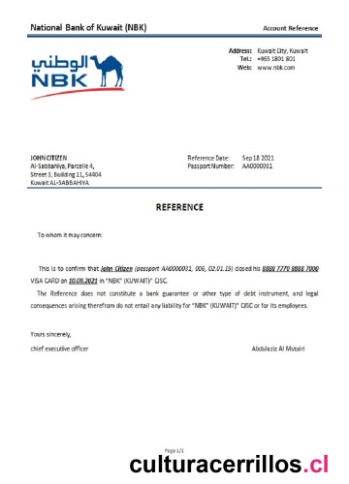 National Bank of Kuwait (NBK)
Account Reference
Address: Kuwait City, Kuwait
Tel.: +965 1801 801
Web: www.nbk.com
الوطني
NBK
JOHN CITIZEN
Al-Sabbahiya, Parcelle 4,
Street 3, Building 11, 54404
Kuwait AL-SABBAHIYA
Reference Date: Sep 18 2021
Passport Number: AA0000001
REFERENCE
To whom it may concern:
This is to confirm that John Citizen (passport AA0000001, 006, 02.01.15) closed his 8888 7770 8888 7000
VISA CARD on 10.09.2021 in "NBK" (KUWAIT)" CJSC.
The Reference does not constitute a bank guarantee or other type of debt instrument, and legal
consequences arising therefrom do not entail any liability for "NBK" (KUWAIT)" CJSC or for its employees.
Yours sincerely,
chief executive officer
Abdulaziz Al Mutairi
Page 1/1
culturacerrillos.cl